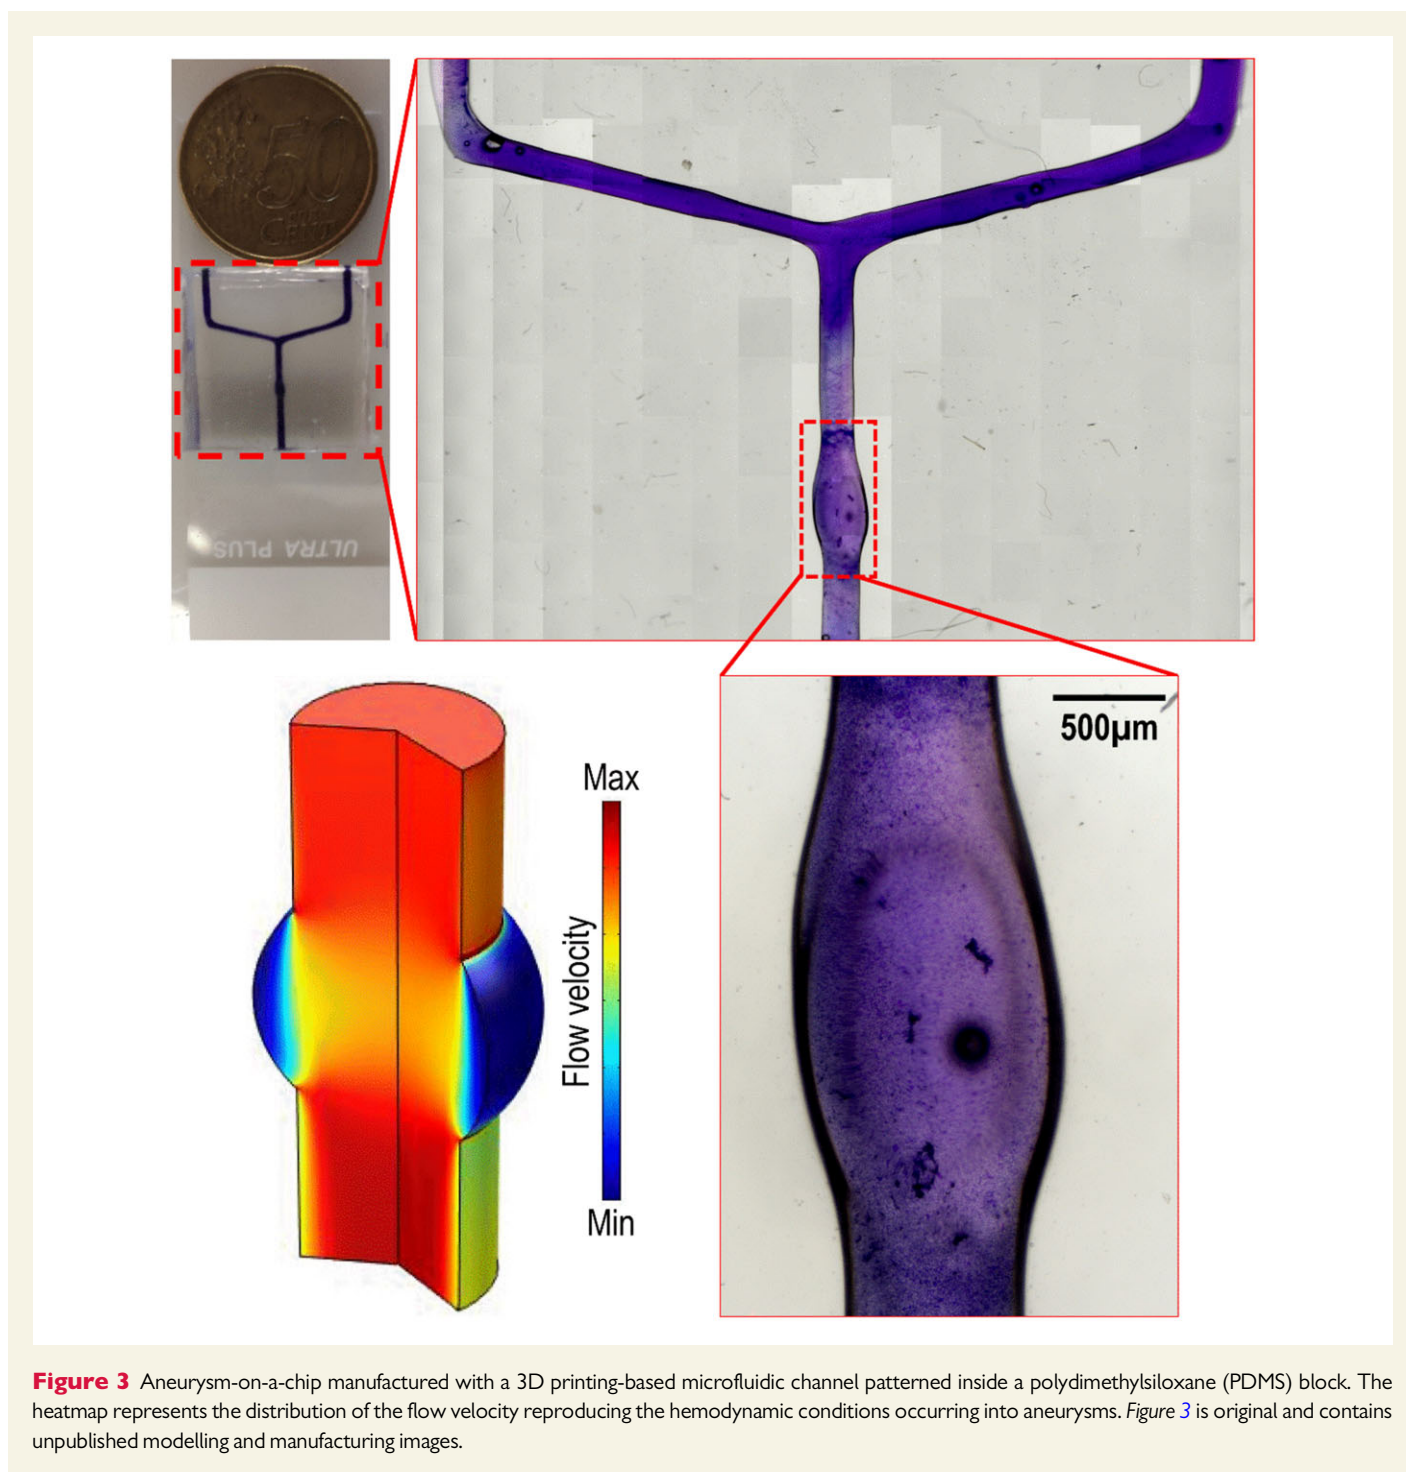 50
CENT
ULTRA PLUS
500µm
Max
Flow velocity
Min
Figure 3 Aneurysm-on-a-chip manufactured with a 3D printing-based microfluidic channel patterned inside a polydimethylsiloxane (PDMS) block. The
heatmap represents the distribution of the flow velocity reproducing the hemodynamic conditions occurring into aneurysms. Figure 3 is original and contains
unpublished modelling and manufacturing images.